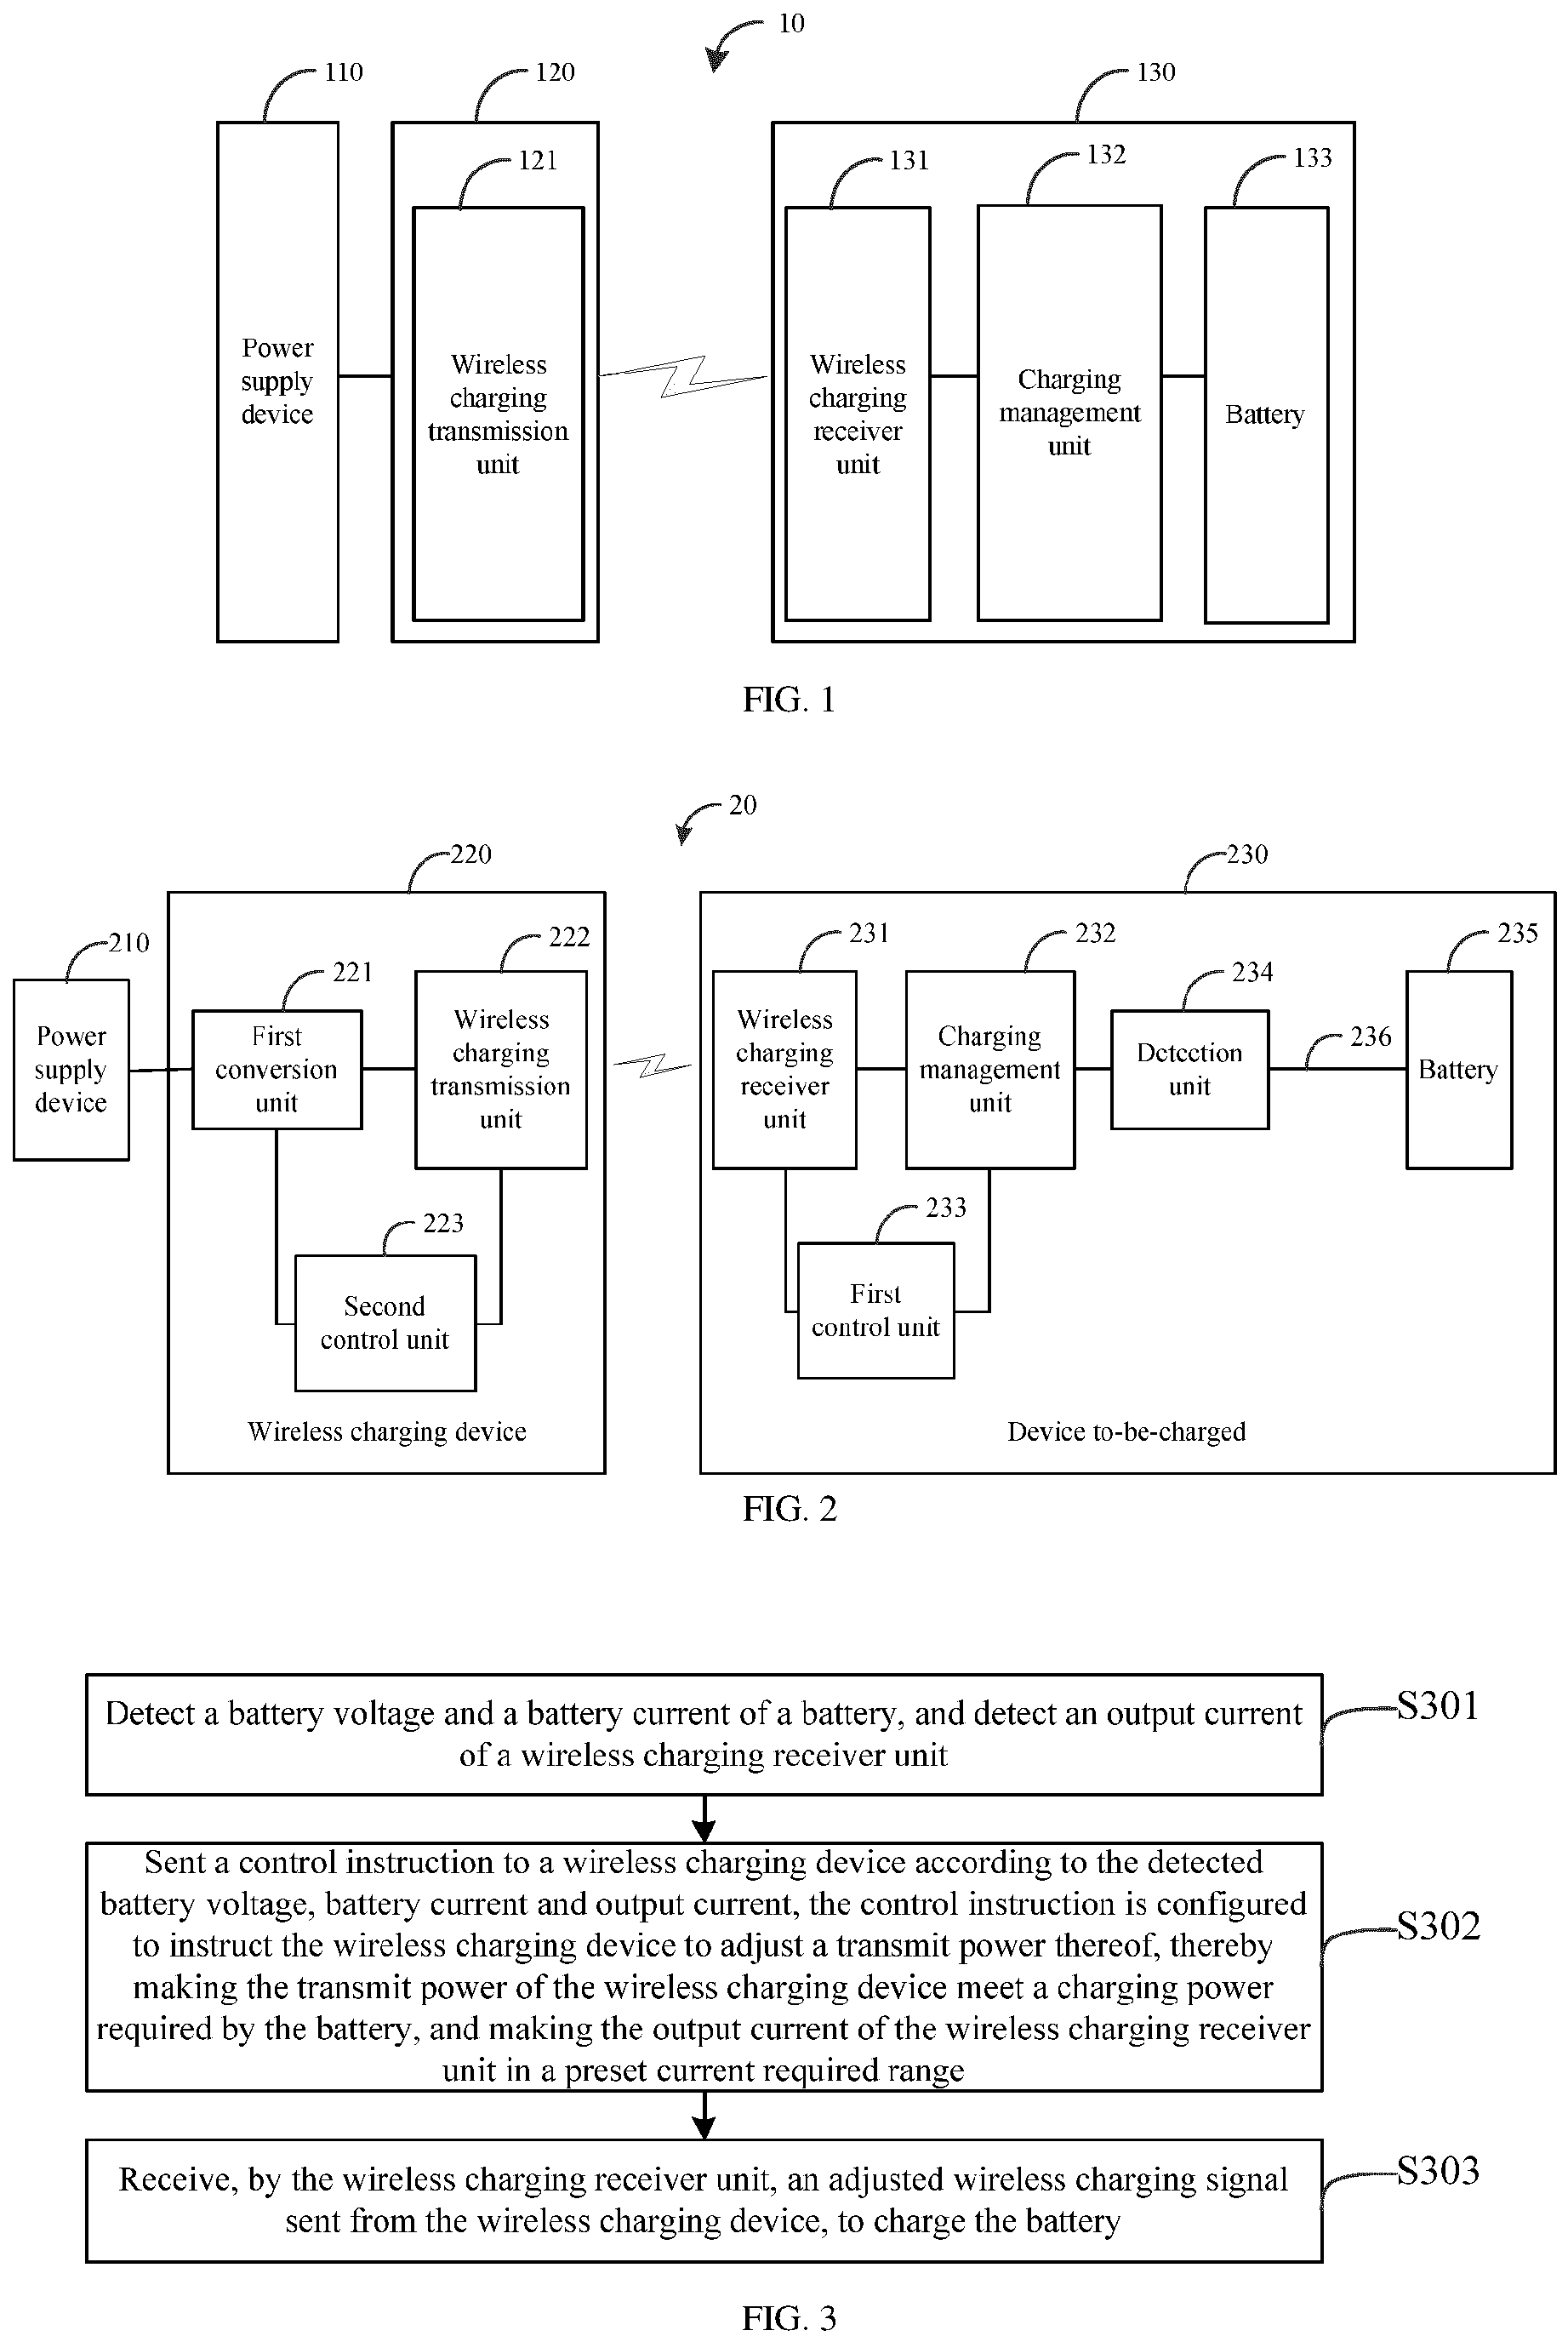 10
110
120
130
121
131
132
133
Power
supply
device
Wireless
charging
transmission
unit
Wireless
charging
receiver
unit
Charging
management
unit
Battery
FIG. 1
20
220
230
210
221
222
231
232
234
235
236
Power
supply
device
First
conversion
unit
Wireless
charging
transmission
unit
Wireless
charging
receiver
unit
Charging
management
unit
Detection
unit
Battery
223
233
Second
control unit
First
control unit
Wireless charging device
Device to-be-charged
FIG. 2
Detect a battery voltage and a battery current of a battery, and detect an output current
of a wireless charging receiver unit
S301
Sent a control instruction to a wireless charging device according to the detected
battery voltage, battery current and output current, the control instruction is configured
to instruct the wireless charging device to adjust a transmit power thereof, thereby
making the transmit power of the wireless charging device meet a charging power
required by the battery, and making the output current of the wireless charging receiver
unit in a preset current required range
S302
Receive, by the wireless charging receiver unit, an adjusted wireless charging signal
sent from the wireless charging device, to charge the battery
S303
FIG. 3